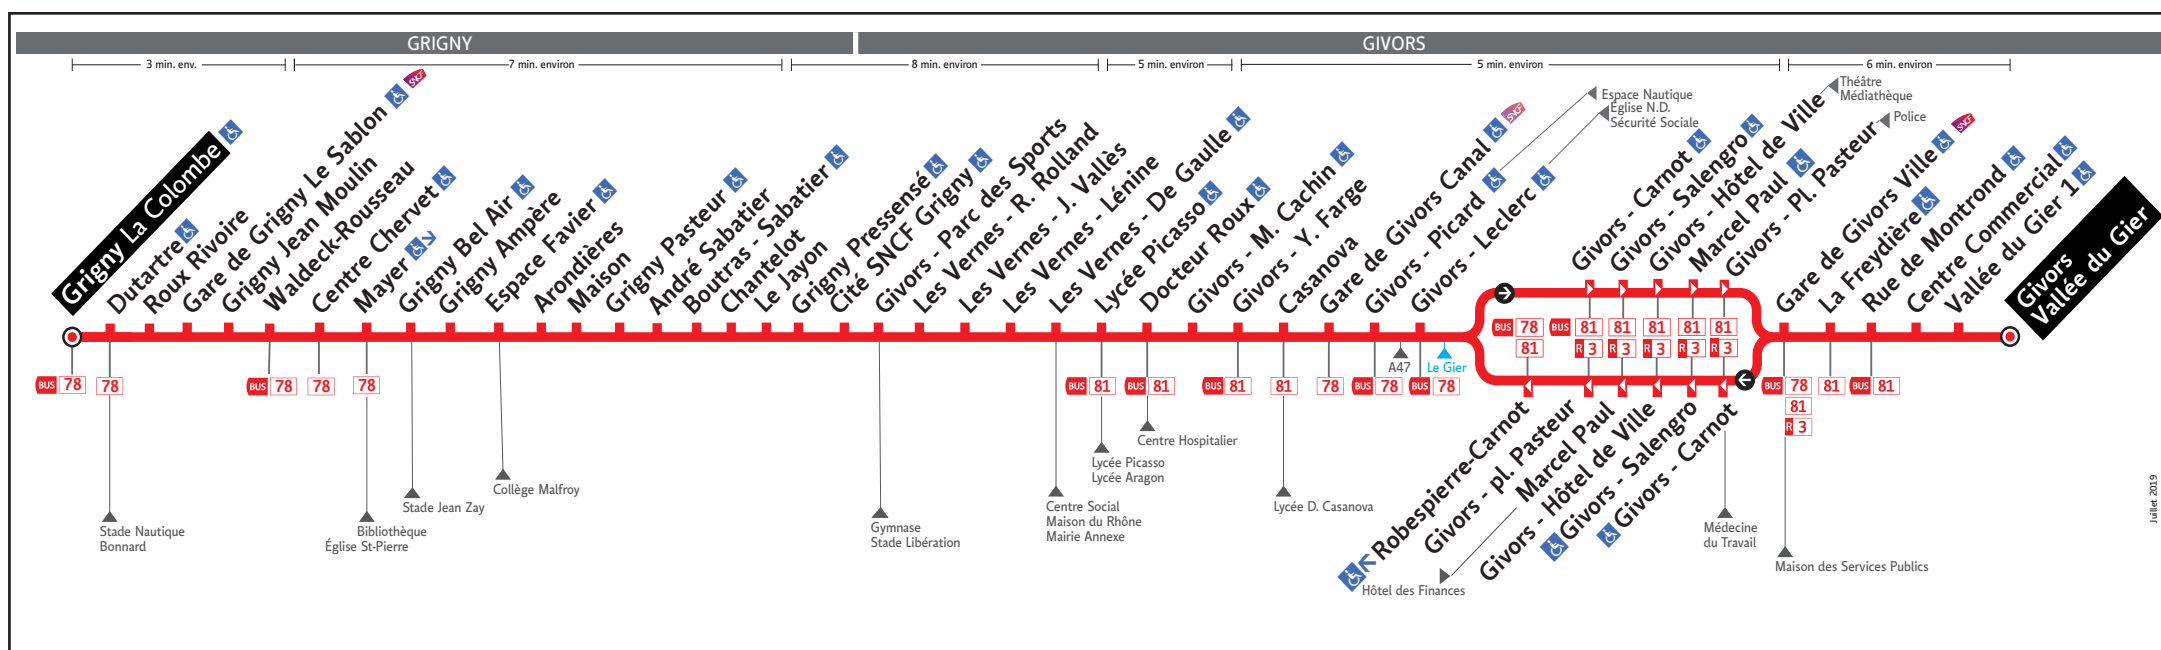 GRIGNY
GIVORS
3 min. env.
7 min. environ
8 min. environ
5 min. environ
5 min. environ
6 min. environ
Grigny La Colombe
Dutartre
Roux Rivoire
Gare de Grigny Le Sablon
SNCF
Grigny Jean Moulin
Waldeck-Rousseau
Centre Chervet
Mayer
Grigny Bel Air
Grigny Ampère
Espace Favier
Arondières
Maison
Grigny Pasteur
André Sabatier
Boutras - Sabatier
Chantelot
Le Jayon
Grigny Pressensé
Cité SNCF Grigny
Givors - Parc des Sports
Les Vernes - R. Rolland
Les Vernes - J. Vallès
Les Vernes - Lénine
Les Vernes - De Gaulle
Lycée Picasso
Docteur Roux
Givors - M. Cachin
Givors - Y. Farge
Casanova
Gare de Givors Canal
SNCF
Givors - Picard
Givors - Leclerc
Espace Nautique
Église N.D.
Sécurité Sociale
Givors - Carnot
Givors - Salengro
Givors - Hôtel de Ville
Marcel Paul
Givors - Pl. Pasteur
Théâtre
Médiathèque
Police
Gare de Givors Ville
SNCF
La Freydière
Rue de Montrond
Centre Commercial
Vallée du Gier 1
Givors
Vallée du Gier
BUS 78
81
BUS 81
R 3
81
R 3
81
R 3
81
R 3
81
R 3
A47
Le Gier
BUS 78
78
BUS 78
78
78
BUS 81
BUS 81
BUS 81
81
78
BUS 78
BUS 78
BUS 78
81
R 3
81
BUS 81
Robespierre-Carnot
Givors - pl. Pasteur
Marcel Paul
Givors - Hôtel de Ville
Givors - Salengro
Givors - Carnot
Stade Nautique
Bonnard
Bibliothèque
Église St-Pierre
Stade Jean Zay
Collège Malfroy
Gymnase
Stade Libération
Centre Social
Maison du Rhône
Mairie Annexe
Lycée Picasso
Lycée Aragon
Centre Hospitalier
Lycée D. Casanova
Hôtel des Finances
Médecine
du Travail
Maison des Services Publics
Juillet 2019